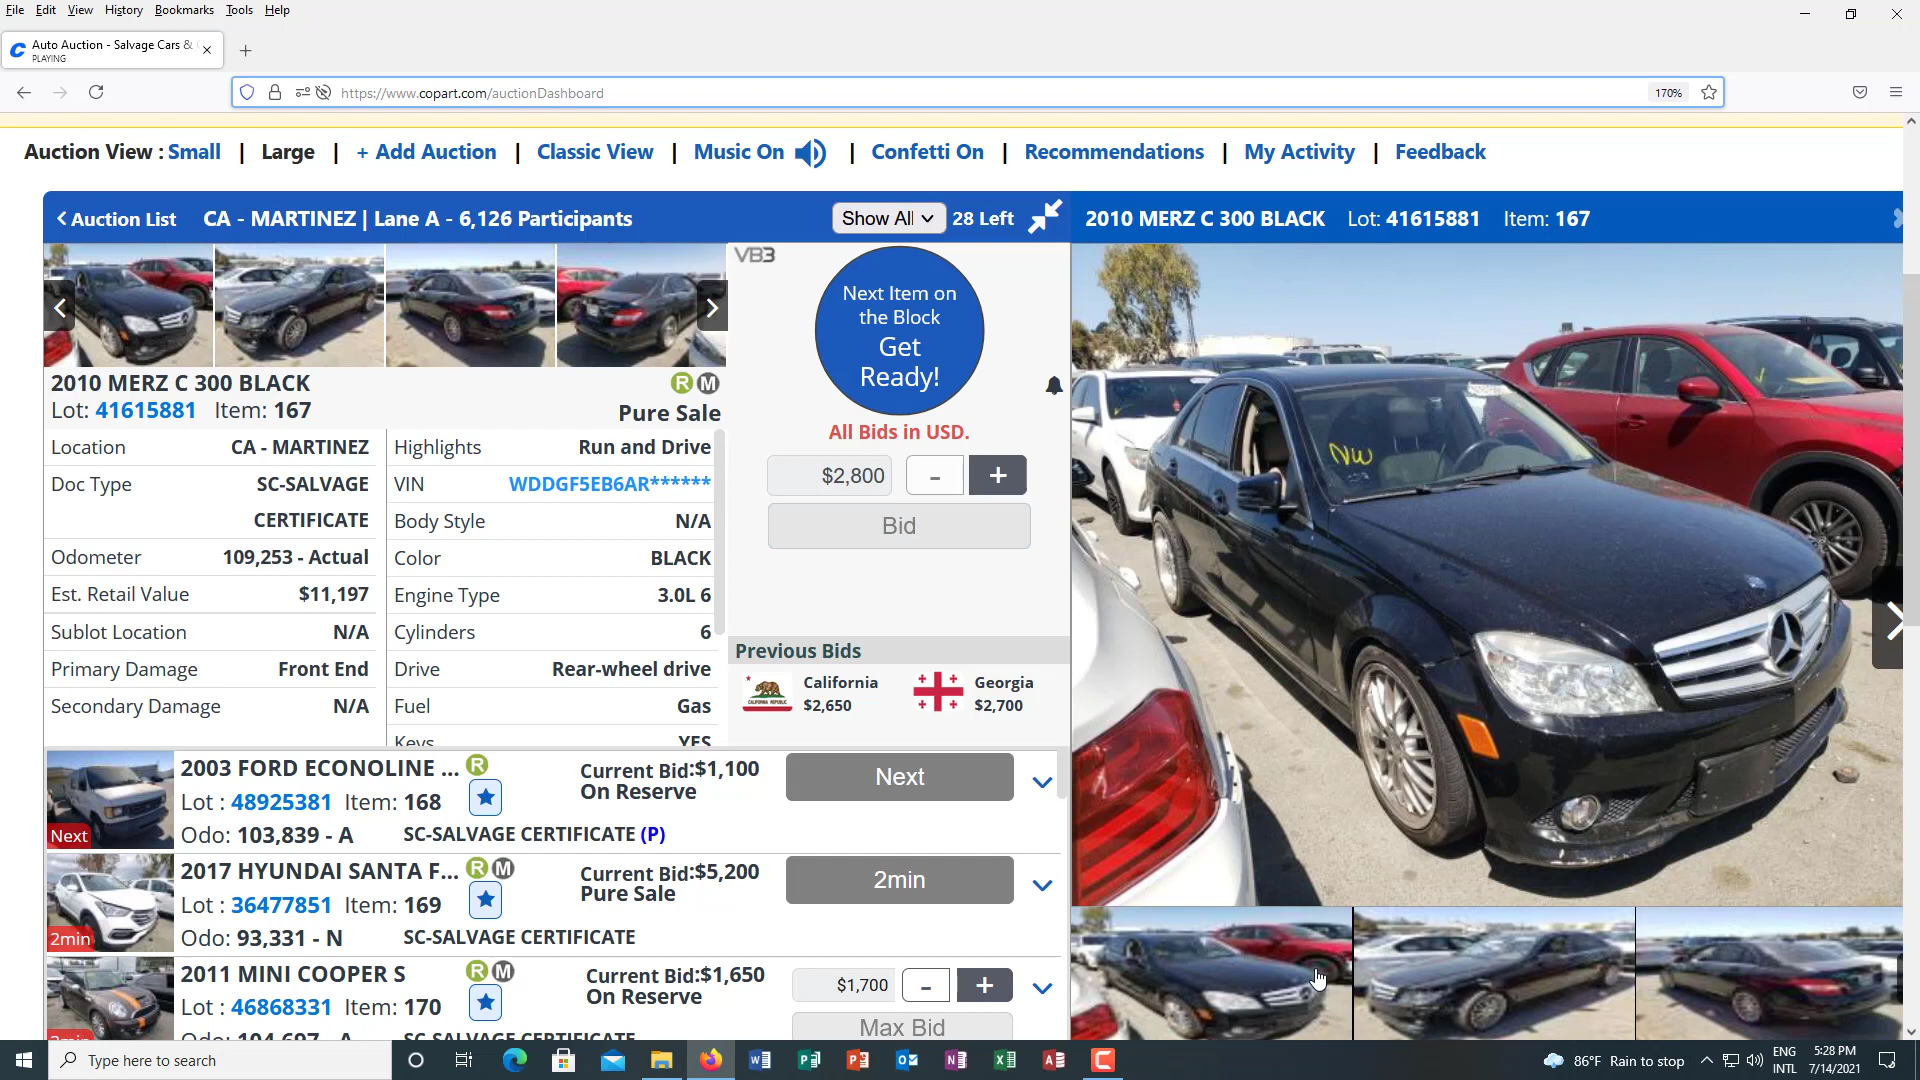 File Edit View History Bookmarks Tools Help
Auto Auction - Salvage Cars &
PLAYING
https://www.copart.com/auctionDashboard
170%
Auction View : Small | Large | + Add Auction | Classic View | Music On | Confetti On | Recommendations | My Activity | Feedback
Auction List CA - MARTINEZ | Lane A - 6,126 Participants
Show All 28 Left
2010 MERZ C 300 BLACK Lot: 41615881 Item: 167
VB3
Next Item on
the Block
Get
Ready!
2010 MERZ C 300 BLACK R M
Lot: 41615881 Item: 167
Pure Sale
All Bids in USD.
Location CA - MARTINEZ
Doc Type SC-SALVAGE
CERTIFICATE
Odometer 109,253 - Actual
Est. Retail Value $11,197
Sublot Location N/A
Primary Damage Front End
Secondary Damage N/A
Highlights Run and Drive
VIN WDDGF5EB6AR******
Body Style N/A
Color BLACK
Engine Type 3.0L 6
Cylinders 6
Drive Rear-wheel drive
Fuel Gas
Keys YES
$2,800 - +
Bid
Previous Bids
California
$2,650
CALIFORNIA REPUBLIC
Georgia
$2,700
NW
2003 FORD ECONOLINE ... R
Lot : 48925381 Item: 168
Odo: 103,839 - A SC-SALVAGE CERTIFICATE (P)
Current Bid:$1,100
On Reserve
Next
Next
2017 HYUNDAI SANTA F... R M
Lot : 36477851 Item: 169
Odo: 93,331 - N SC-SALVAGE CERTIFICATE
Current Bid:$5,200
Pure Sale
2min
2min
2011 MINI COOPER S R M
Lot : 46868331 Item: 170
Odo: 104,697 - A SC-SALVAGE CERTIFICATE
Current Bid:$1,650
On Reserve
$1,700 - +
Max Bid
Type here to search
86°F Rain to stop
ENG
INTL
5:28 PM
7/14/2021